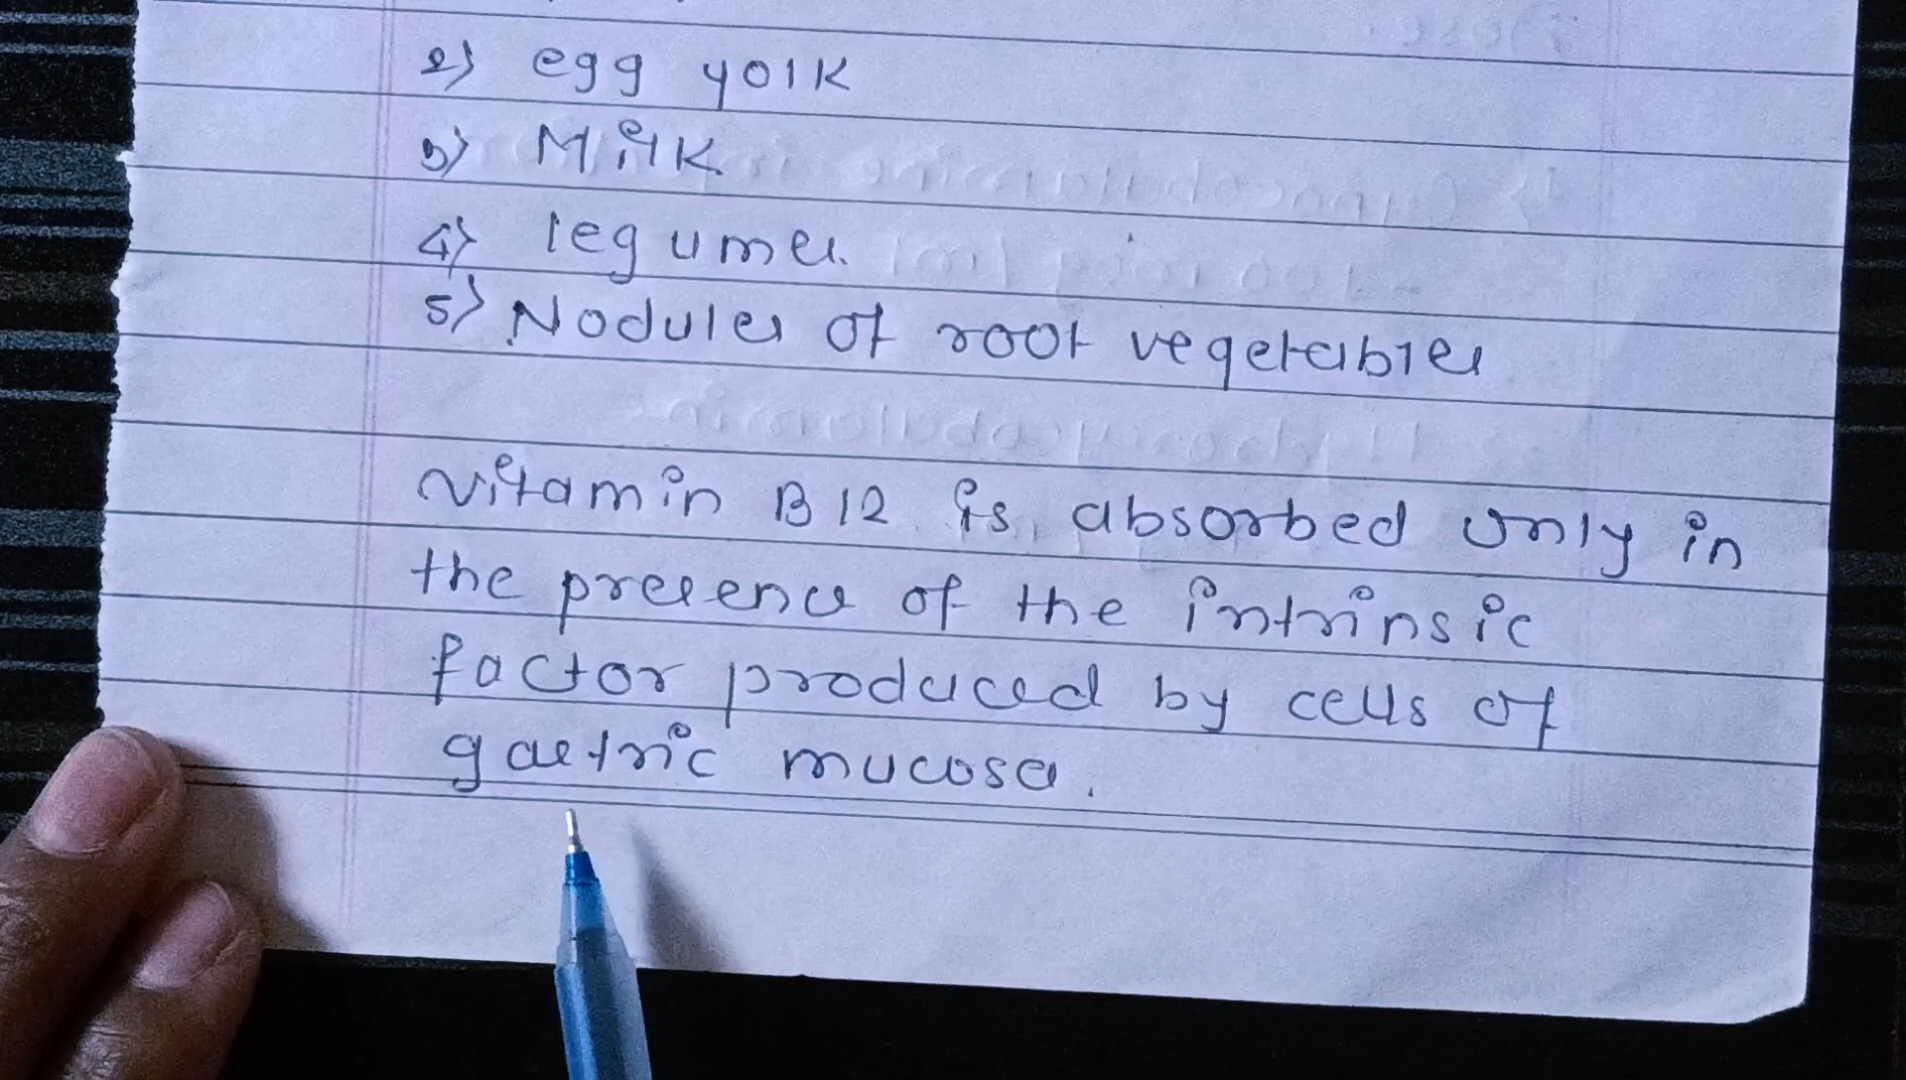 2) egg yolk
3) Milk
4) legumes.
5) Nodules of root vegetables
vitamin B12 is absorbed only in
the presence of the intrinsic
factor produced by cells of
gastric mucosa.